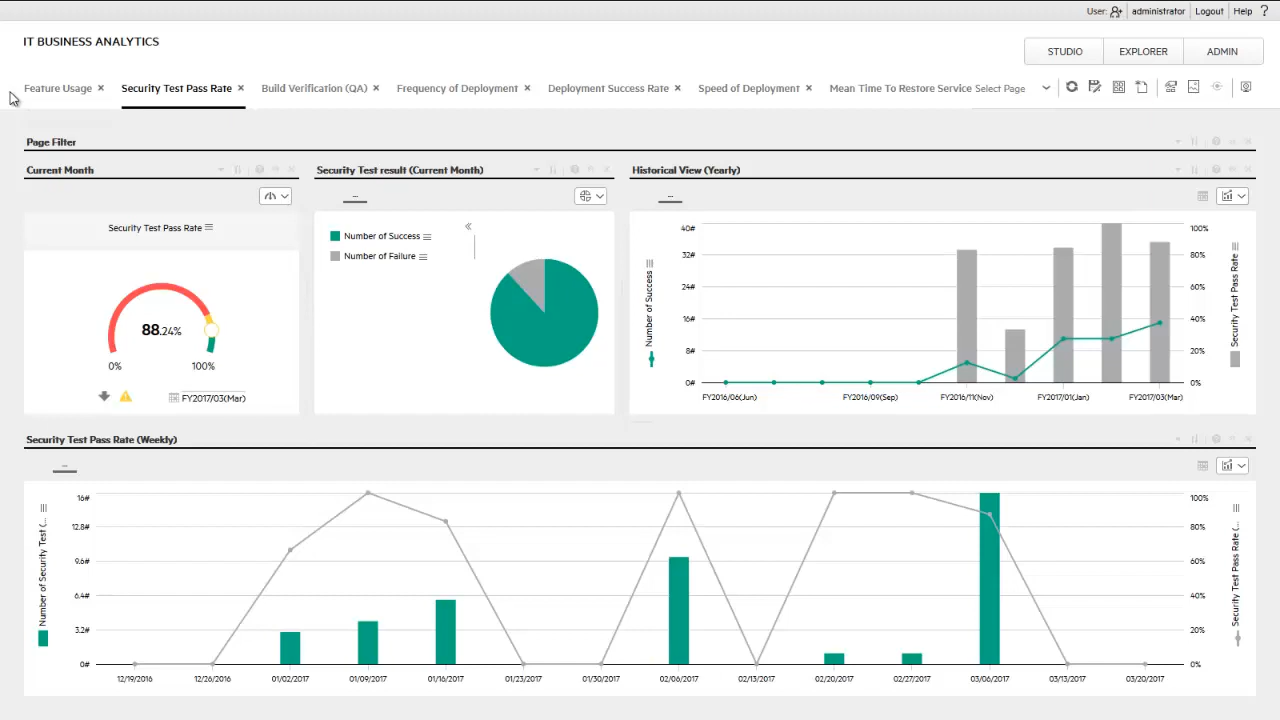 User: administrator Logout Help ?
IT BUSINESS ANALYTICS
STUDIO EXPLORER ADMIN
Feature Usage × Security Test Pass Rate × Build Verification (QA) × Frequency of Deployment × Deployment Success Rate × Speed of Deployment × Mean Time To Restore Service Select Page
Page Filter
Current Month
Security Test result (Current Month)
Historical View (Yearly)
Security Test Pass Rate
88.24%
0% 100%
FY2017/03(Mar)
...
Number of Success
Number of Failure
...
Number of Success
40#
32#
24#
16#
8#
0#
100%
80%
60%
40%
20%
0%
Security Test Pass Rate
FY2016/06(Jun) FY2016/09(Sep) FY2016/11(Nov) FY2017/01(Jan) FY2017/03(Mar)
Security Test Pass Rate (Weekly)
...
Number of Security Test (...
16#
12.8#
9.6#
6.4#
3.2#
0#
100%
80%
60%
40%
20%
0%
Security Test Pass Rate (...
12/19/2016 12/26/2016 01/02/2017 01/09/2017 01/16/2017 01/23/2017 01/30/2017 02/06/2017 02/13/2017 02/20/2017 02/27/2017 03/06/2017 03/13/2017 03/20/2017